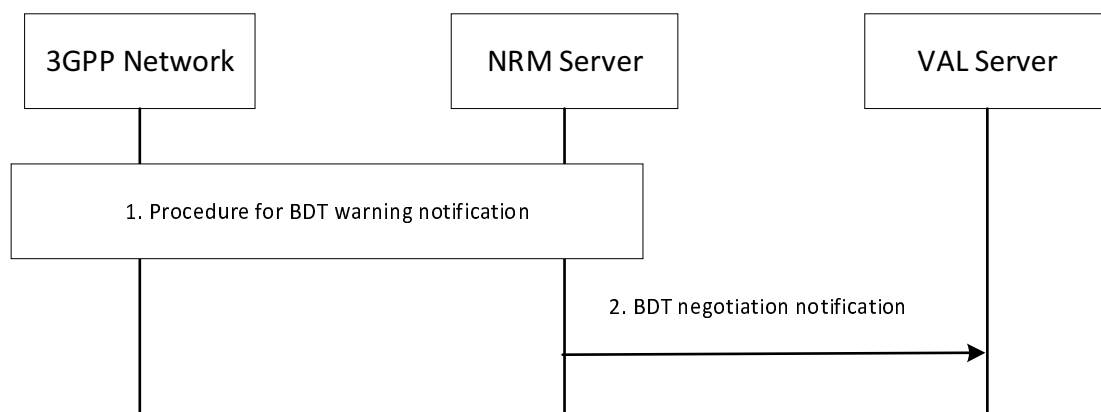 3GPP Network
NRM Server
VAL Server
1. Procedure for BDT warning notification
2. BDT negotiation notification